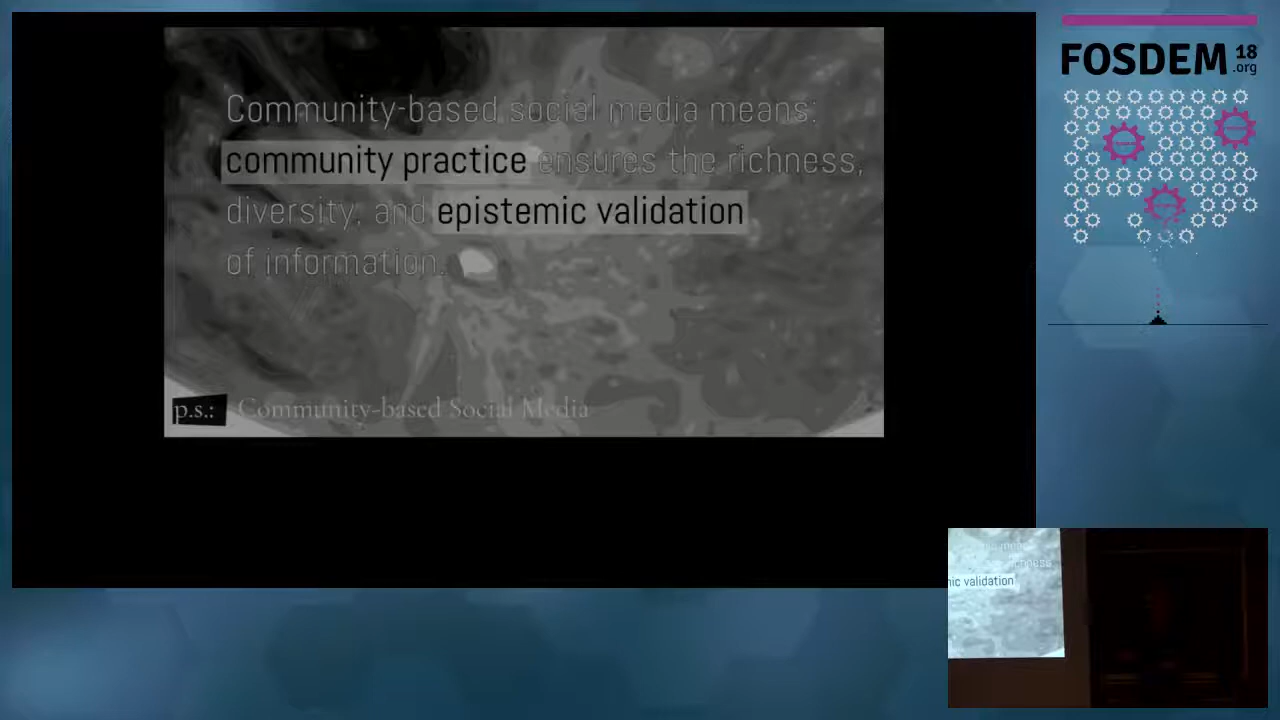 Community-based social media means:
community practice ensures the richness,
diversity, and epistemic validation
of information.
p.s.: Community-based Social Media
FOSDEM 18
.org
validation